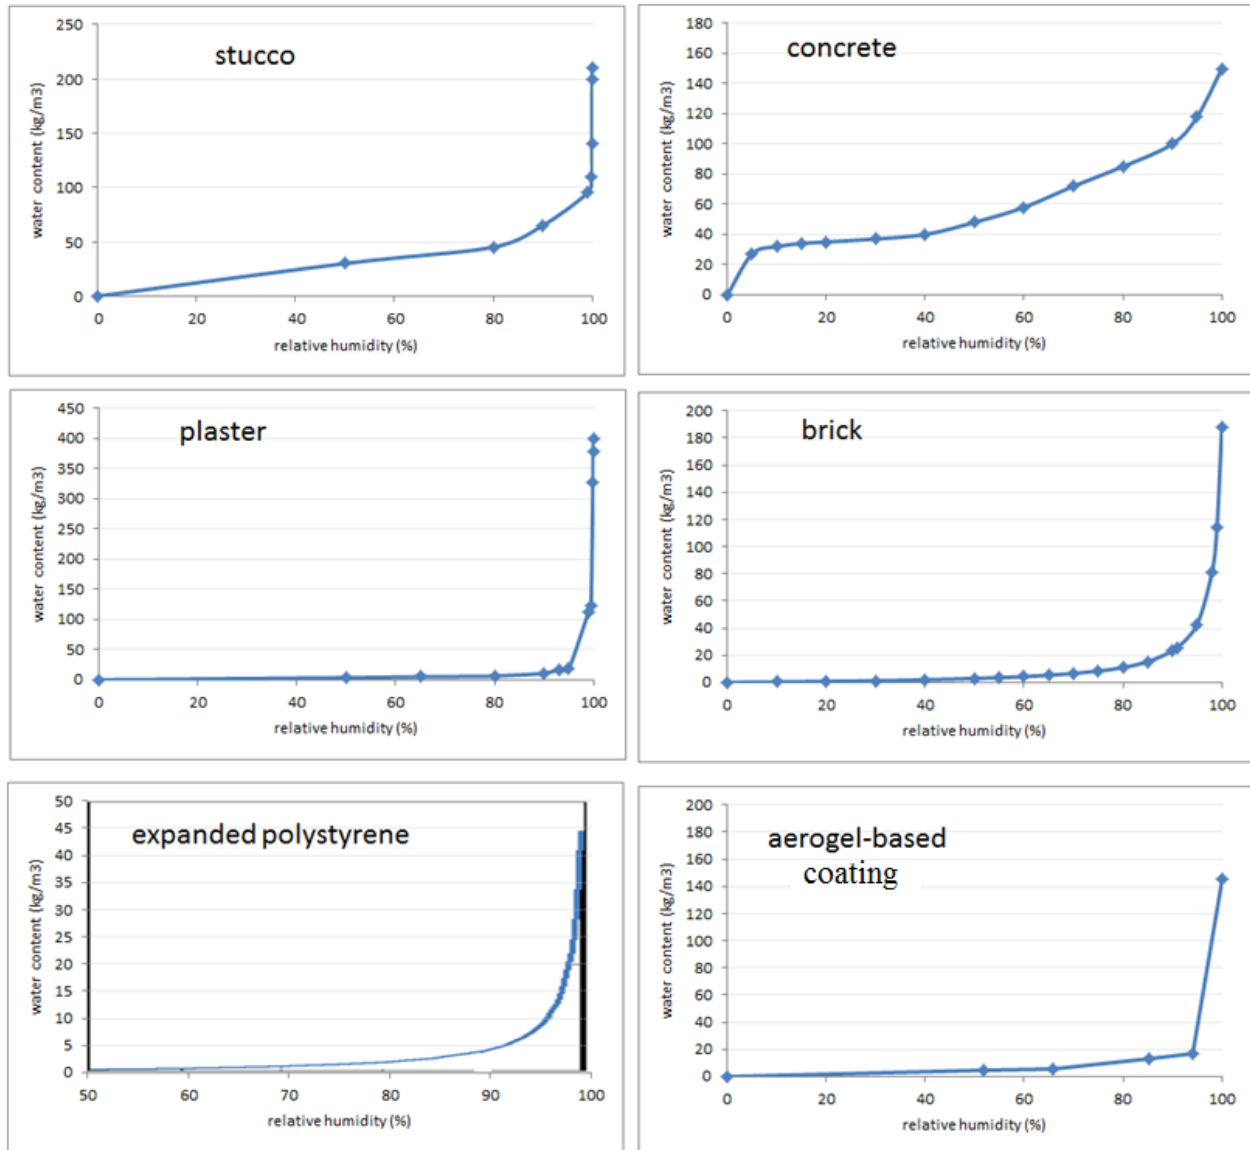 stucco
water content (kg/m3)
250
200
150
100
50
0
0 20 40 60 80 100
relative humidity (%)
concrete
water content (kg/m3)
180
160
140
120
100
80
60
40
20
0
0 20 40 60 80 100
relative humidity (%)
plaster
water content (kg/m3)
450
400
350
300
250
200
150
100
50
0
0 20 40 60 80 100
relative humidity (%)
brick
water content (kg/m3)
200
180
160
140
120
100
80
60
40
20
0
0 20 40 60 80 100
relative humidity (%)
expanded polystyrene
water content (kg/m3)
50
45
40
35
30
25
20
15
10
5
0
50 60 70 80 90 100
relative humidity (%)
aerogel-based
coating
water content (kg/m3)
200
180
160
140
120
100
80
60
40
20
0
0 20 40 60 80 100
relative humidity (%)